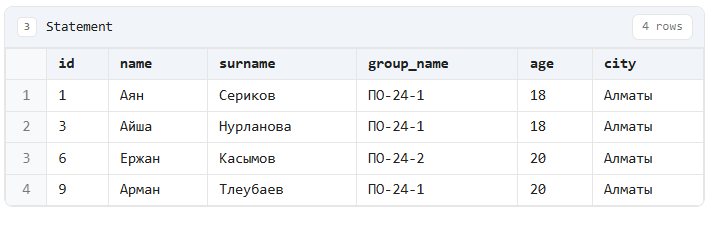 3 Statement 4 rows
id name surname group_name age city
1 1 Аян Сериков ПО-24-1 18 Алматы
2 3 Айша Нурланова ПО-24-1 18 Алматы
3 6 Ержан Касымов ПО-24-2 20 Алматы
4 9 Арман Тлеубаев ПО-24-1 20 Алматы